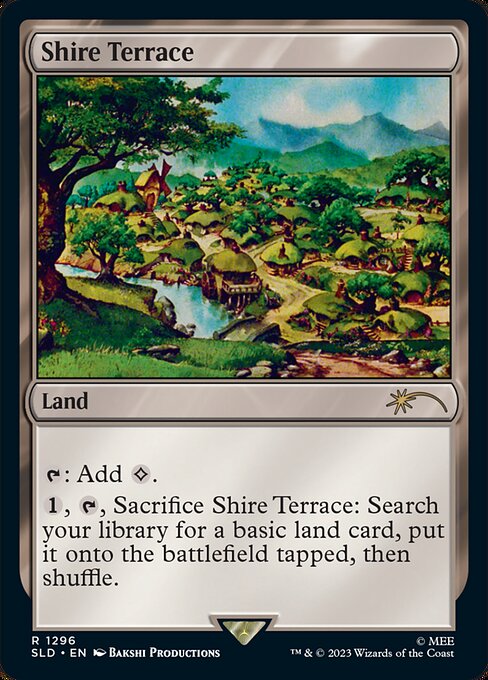 Shire Terrace
Land
: Add .
1, , Sacrifice Shire Terrace: Search
your library for a basic land card, put
it onto the battlefield tapped, then
shuffle.
R 1296
SLD • EN Bakshi Productions
© MEE
™ & © 2023 Wizards of the Coast